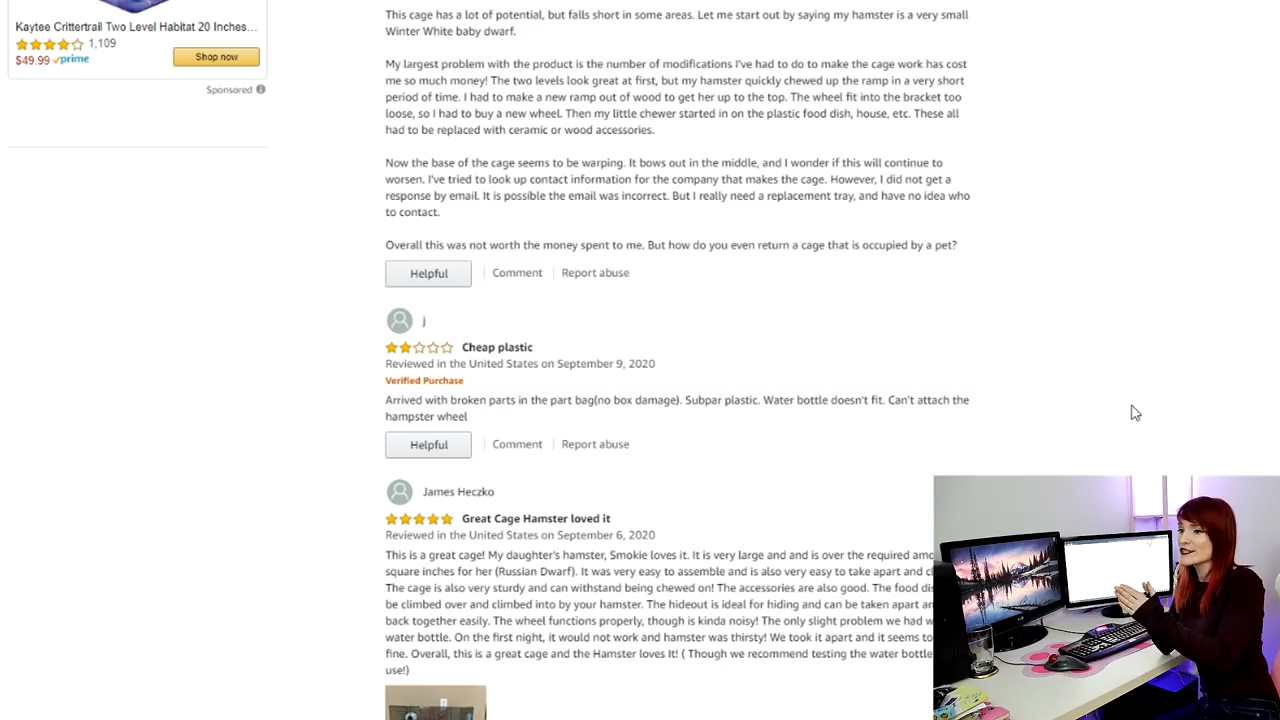 Kaytee Crittertrail Two Level Habitat 20 Inches...
1,109
$49.99 prime
Shop now
Sponsored
This cage has a lot of potential, but falls short in some areas. Let me start out by saying my hamster is a very small
Winter White baby dwarf.
My largest problem with the product is the number of modifications I've had to do to make the cage work has cost
me so much money! The two levels look great at first, but my hamster quickly chewed up the ramp in a very short
period of time. I had to make a new ramp out of wood to get her up to the top. The wheel fit into the bracket too
loose, so I had to buy a new wheel. Then my little chewer started in on the plastic food dish, house, etc. These all
had to be replaced with ceramic or wood accessories.
Now the base of the cage seems to be warping. It bows out in the middle, and I wonder if this will continue to
worsen. I've tried to look up contact information for the company that makes the cage. However, I did not get a
response by email. It is possible the email was incorrect. But I really need a replacement tray, and have no idea who
to contact.
Overall this was not worth the money spent to me. But how do you even return a cage that is occupied by a pet?
Helpful
Comment
Report abuse
j
Cheap plastic
Reviewed in the United States on September 9, 2020
Verified Purchase
Arrived with broken parts in the part bag(no box damage). Subpar plastic. Water bottle doesn't fit. Can't attach the
hampster wheel
Helpful
Comment
Report abuse
James Heczko
Great Cage Hamster loved it
Reviewed in the United States on September 6, 2020
This is a great cage! My daughter's hamster, Smokie loves it. It is very large and and is over the required amo
square inches for her (Russian Dwarf). It was very easy to assemble and is also very easy to take apart and c
The cage is also very sturdy and can withstand being chewed on! The accessories are also good. The food di
be climbed over and climbed into by your hamster. The hideout is ideal for hiding and can be taken apart an
back together easily. The wheel functions properly, though is kinda noisy! The only slight problem we had w
water bottle. On the first night, it would not work and hamster was thirsty! We took it apart and it seems to
fine. Overall, this is a great cage and the Hamster loves It! ( Though we recommend testing the water bottle
use!)